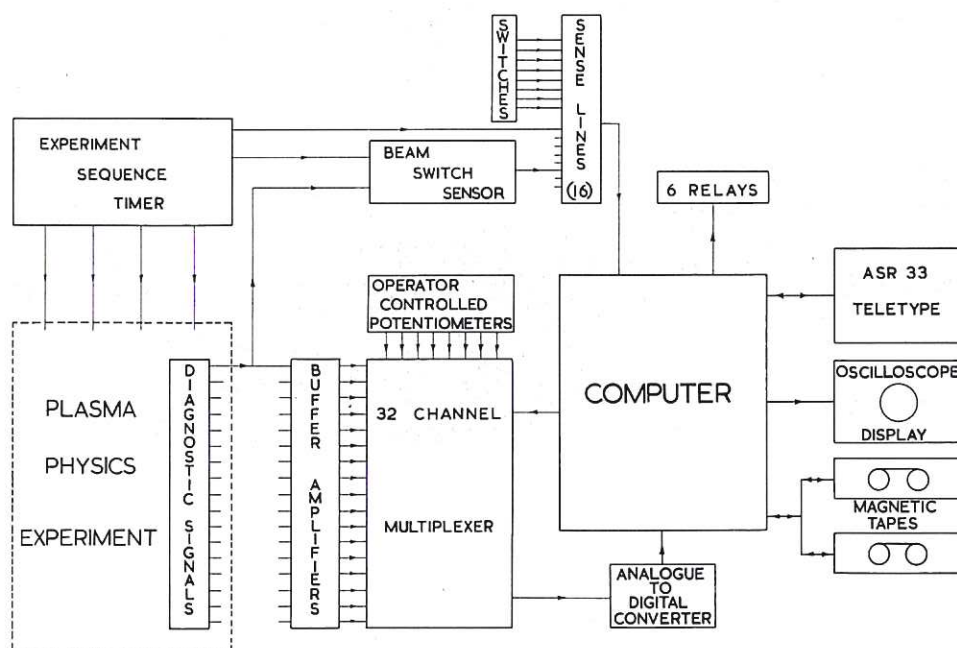 SWITCHES
SENSE LINES (16)
EXPERIMENT
SEQUENCE
TIMER
BEAM
SWITCH
SENSOR
6 RELAYS
ASR 33
TELETYPE
OPERATOR
CONTROLLED
POTENTIOMETERS
OSCILLOSCOPE
DISPLAY
PLASMA
PHYSICS
EXPERIMENT
DIAGNOSTIC SIGNALS
BUFFER AMPLIFIERS
32 CHANNEL
MULTIPLEXER
COMPUTER
MAGNETIC
TAPES
ANALOGUE
TO
DIGITAL
CONVERTER